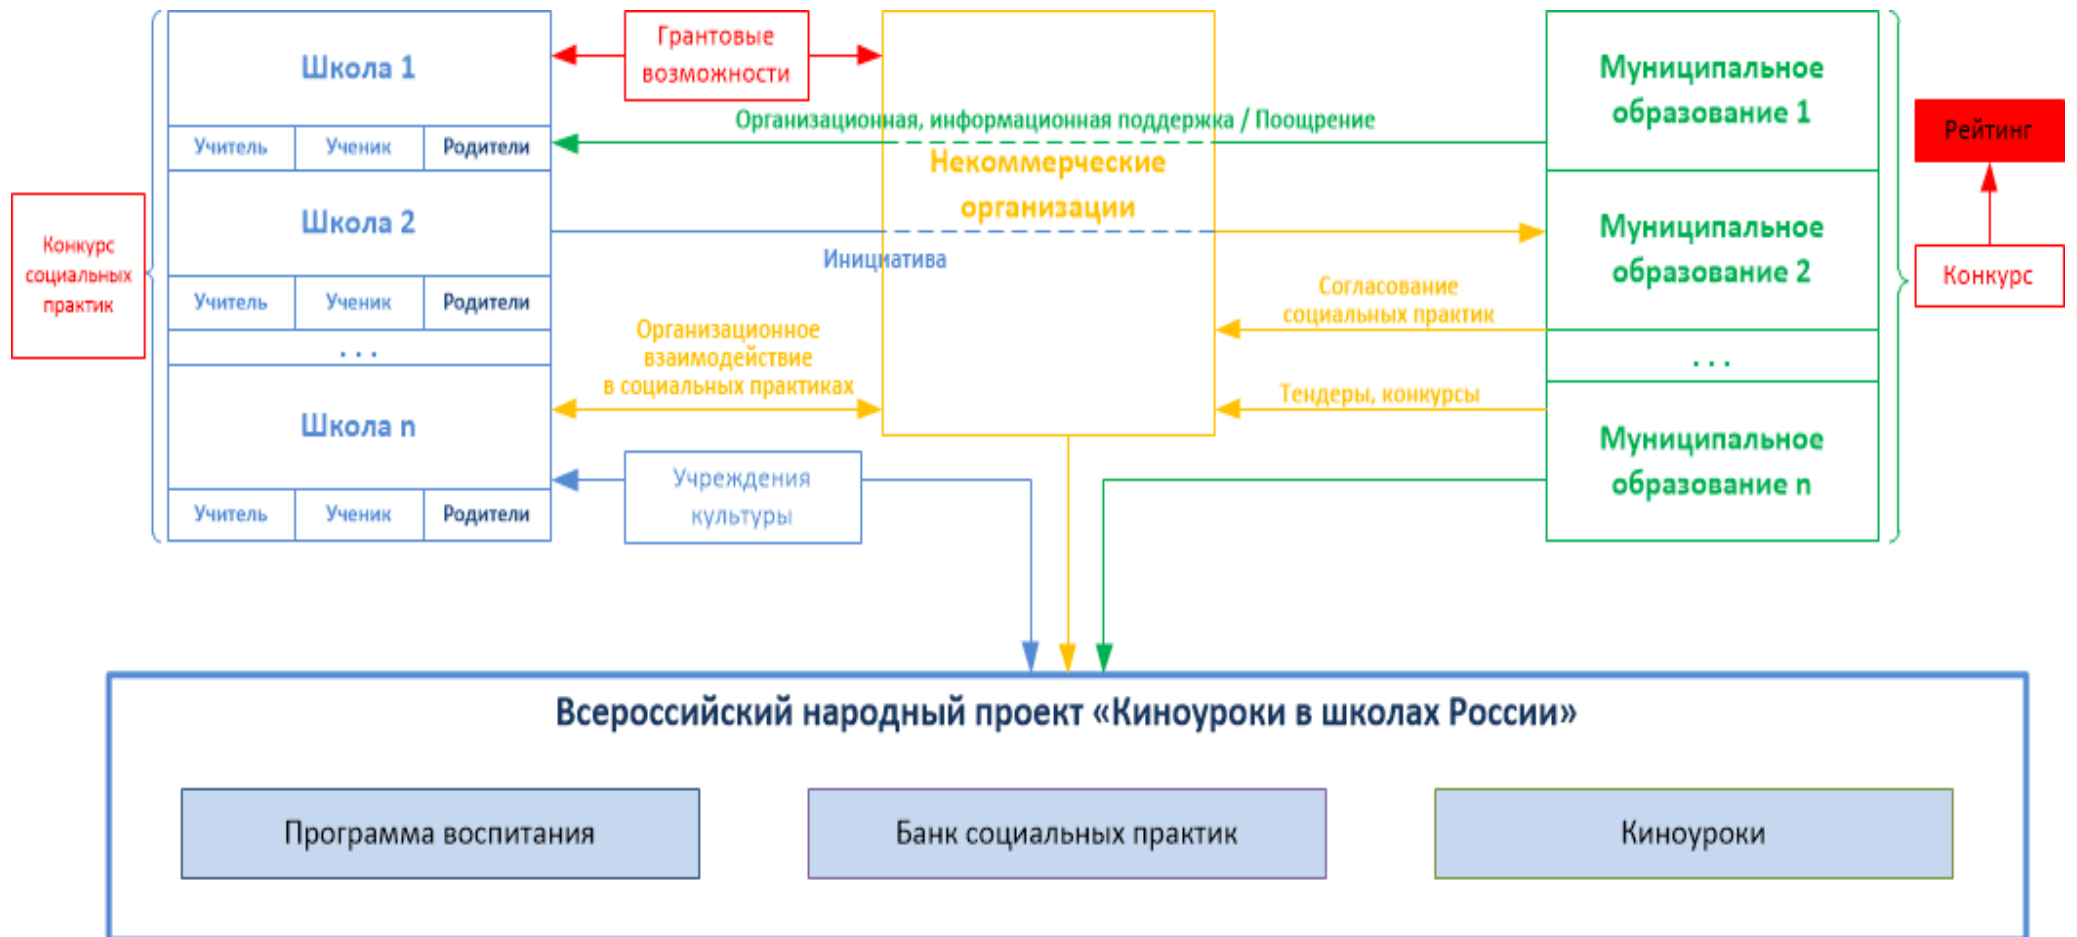 Школа 1
Учитель
Ученик
Родители
Школа 2
Учитель
Ученик
Родители
. . .
Школа n
Учитель
Ученик
Родители
Конкурс
социальных
практик
Грантовые
возможности
Организационная, информационная поддержка / Поощрение
Некоммерческие
организации
Инициатива
Организационное
взаимодействие
в социальных практиках
Согласование
социальных практик
Тендеры, конкурсы
Учреждения
культуры
Муниципальное
образование 1
Муниципальное
образование 2
. . .
Муниципальное
образование n
Рейтинг
Конкурс
Всероссийский народный проект «Киноуроки в школах России»
Программа воспитания
Банк социальных практик
Киноуроки